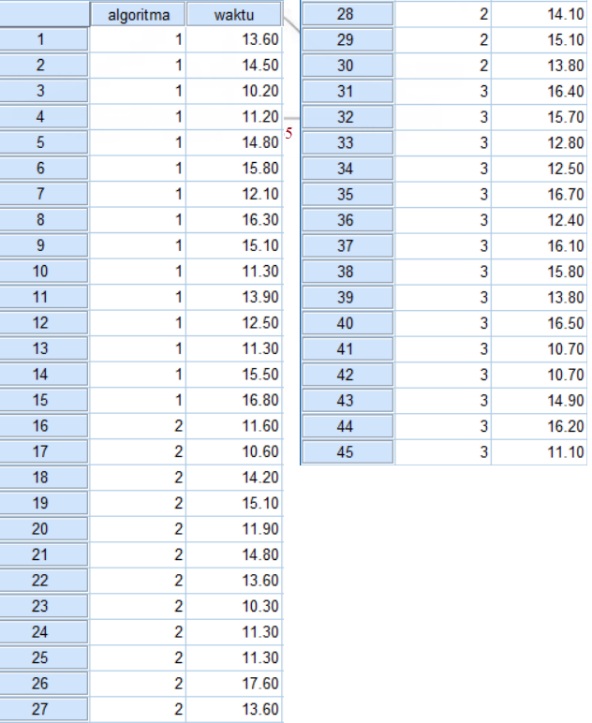 algoritma waktu
1 1 13.60
2 1 14.50
3 1 10.20
4 1 11.20
5 1 14.80
6 1 15.80
7 1 12.10
8 1 16.30
9 1 15.10
10 1 11.30
11 1 13.90
12 1 12.50
13 1 11.30
14 1 15.50
15 1 16.80
16 2 11.60
17 2 10.60
18 2 14.20
19 2 15.10
20 2 11.90
21 2 14.80
22 2 13.60
23 2 10.30
24 2 11.30
25 2 11.30
26 2 17.60
27 2 13.60
5
28 2 14.10
29 2 15.10
30 2 13.80
31 3 16.40
32 3 15.70
33 3 12.80
34 3 12.50
35 3 16.70
36 3 12.40
37 3 16.10
38 3 15.80
39 3 13.80
40 3 16.50
41 3 10.70
42 3 10.70
43 3 14.90
44 3 16.20
45 3 11.10